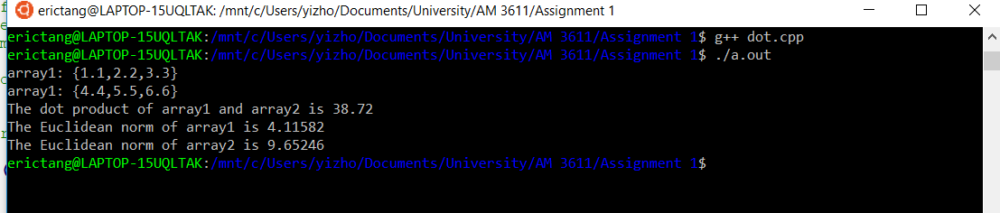 erictang@LAPTOP-15UQLTAK: /mnt/c/Users/yizho/Documents/University/AM 3611/Assignment 1
erictang@LAPTOP-15UQLTAK:/mnt/c/Users/yizho/Documents/University/AM 3611/Assignment 1$ g++ dot.cpp
erictang@LAPTOP-15UQLTAK:/mnt/c/Users/yizho/Documents/University/AM 3611/Assignment 1$ ./a.out
array1: {1.1,2.2,3.3}
array1: {4.4,5.5,6.6}
The dot product of array1 and array2 is 38.72
The Euclidean norm of array1 is 4.11582
The Euclidean norm of array2 is 9.65246
erictang@LAPTOP-15UQLTAK:/mnt/c/Users/yizho/Documents/University/AM 3611/Assignment 1$